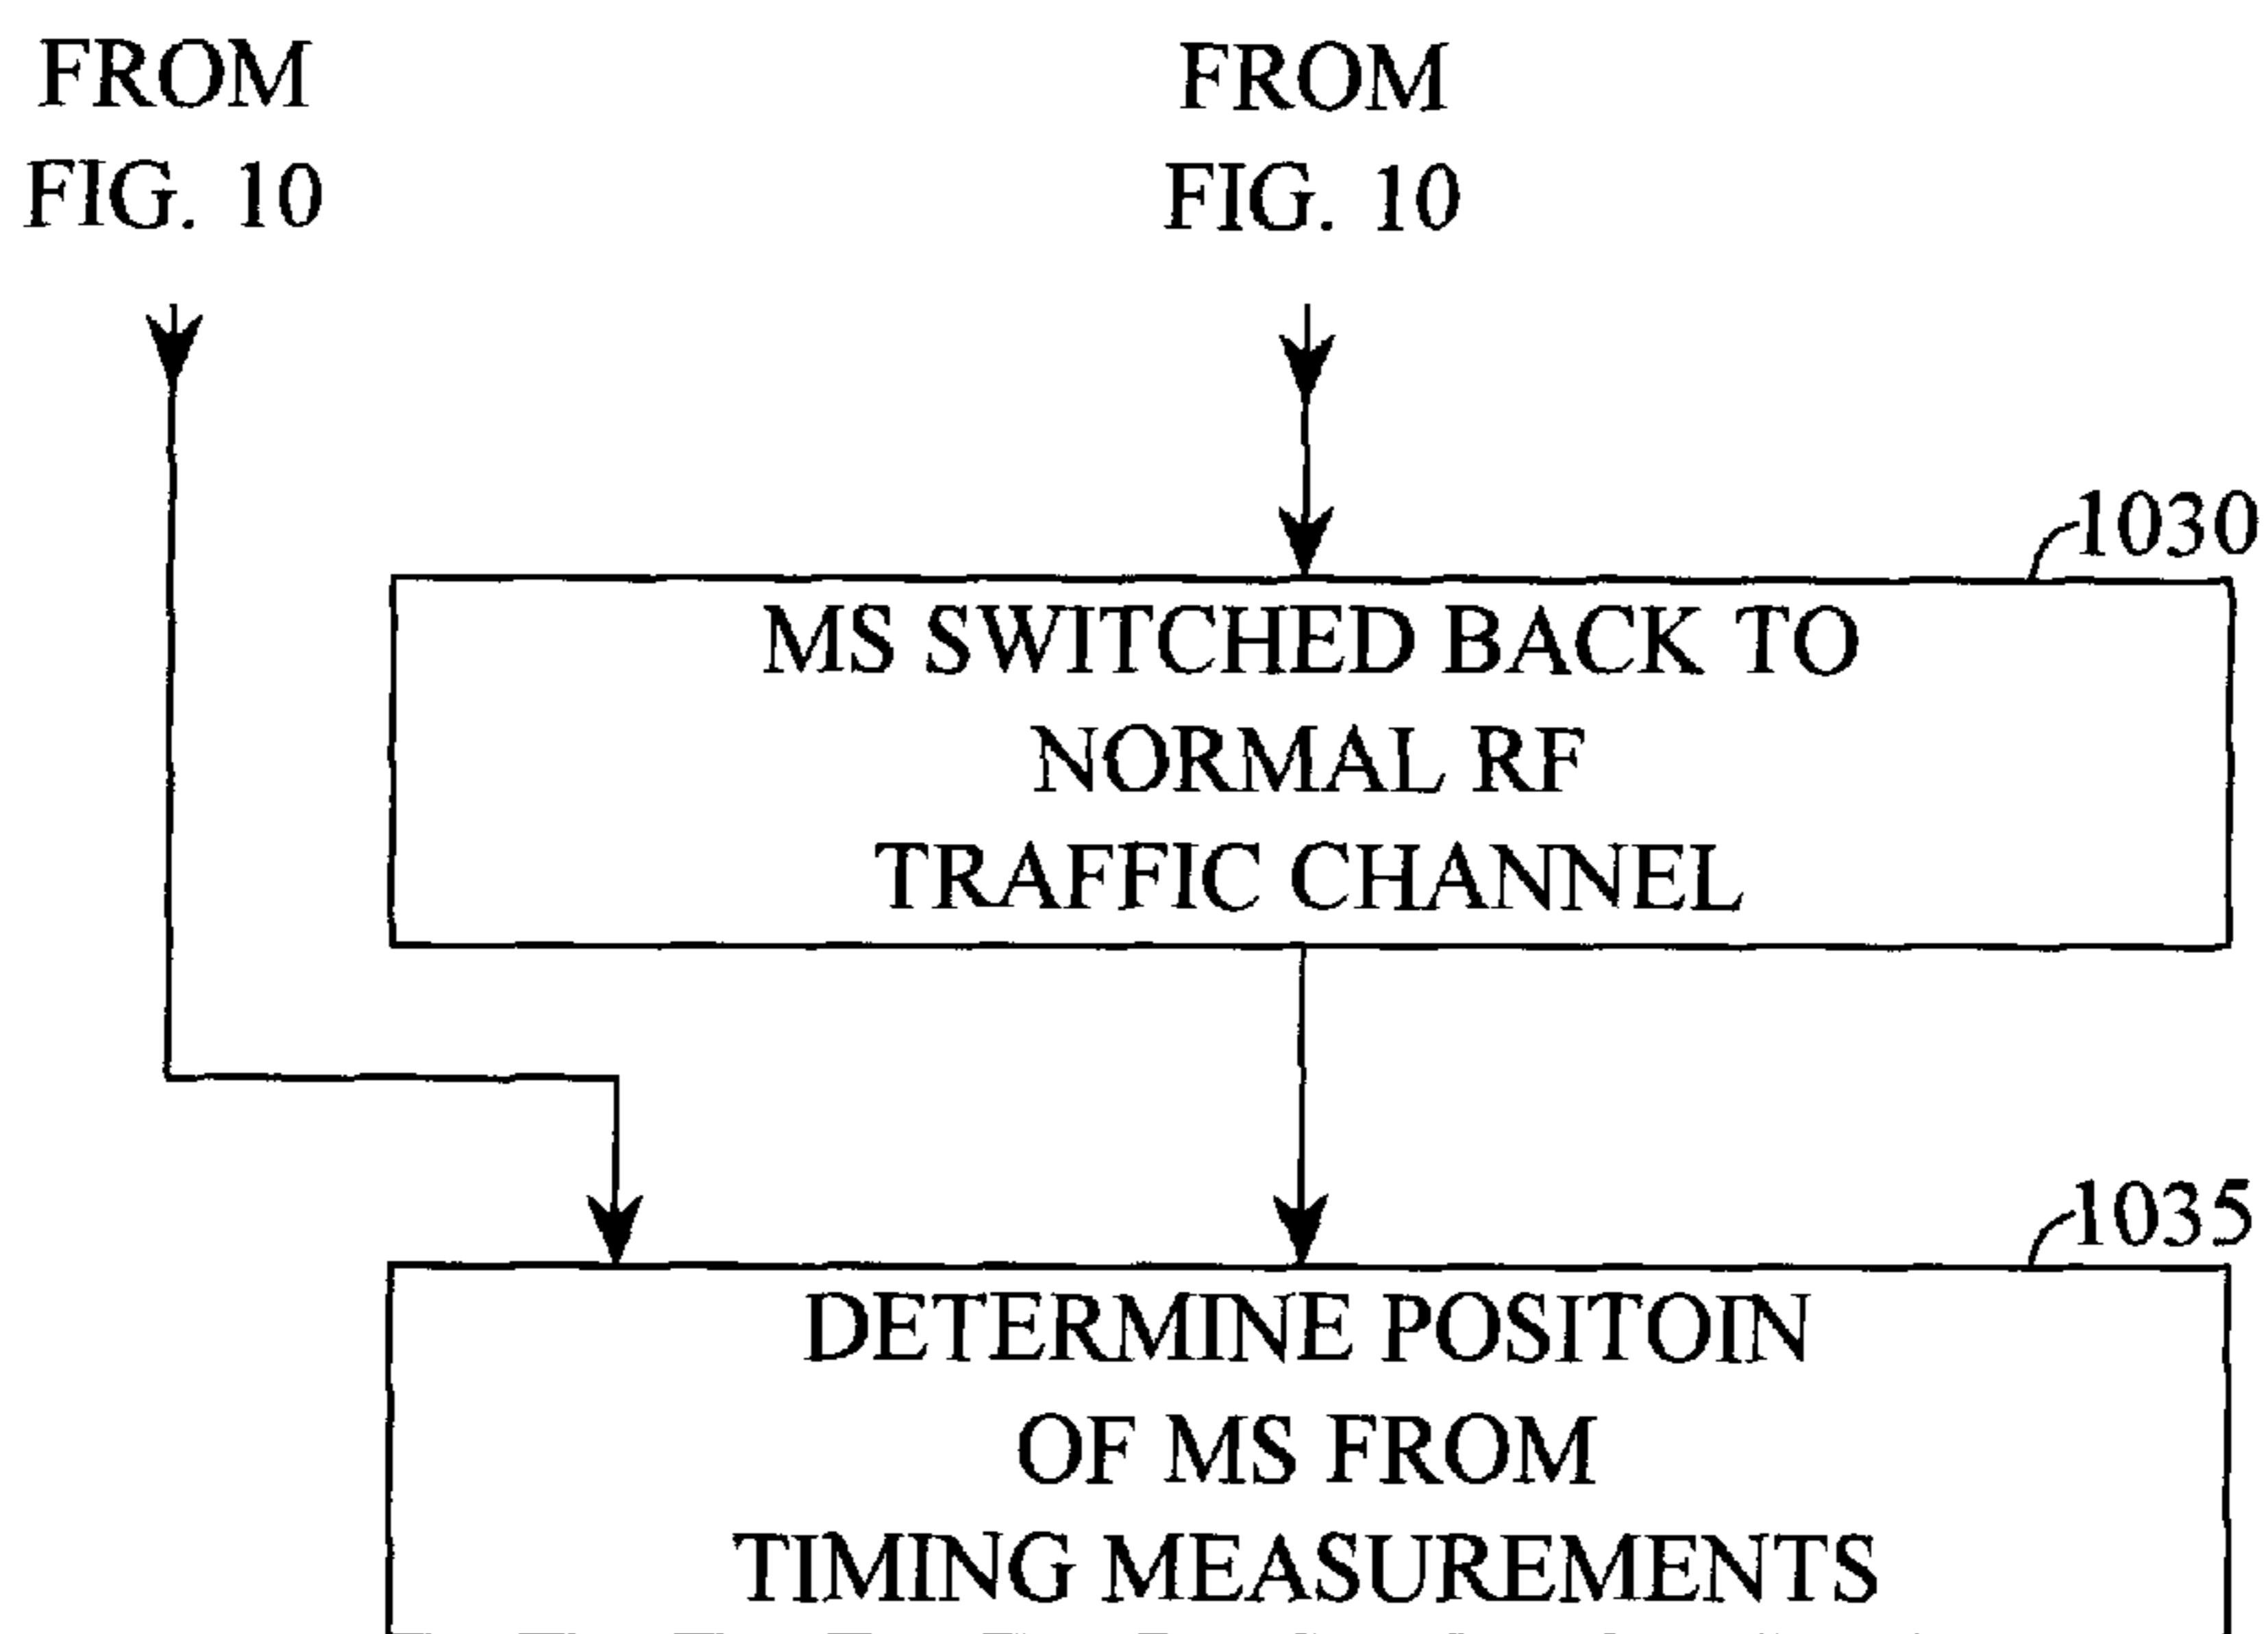 FROM
FIG. 10
FROM
FIG. 10
1030
MS SWITCHED BACK TO
NORMAL RF
TRAFFIC CHANNEL
1035
DETERMINE POSITOIN
OF MS FROM
TIMING MEASUREMENTS